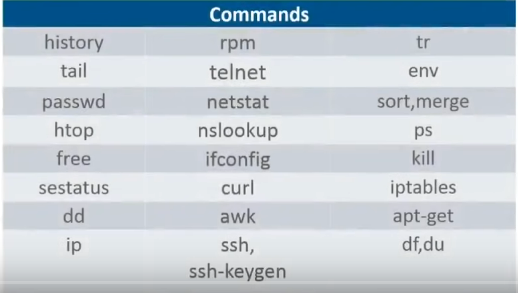 Commands
history rpm tr
tail telnet env
passwd netstat sort,merge
htop nslookup ps
free ifconfig kill
sestatus curl iptables
dd awk apt-get
ip ssh, df,du
ssh-keygen